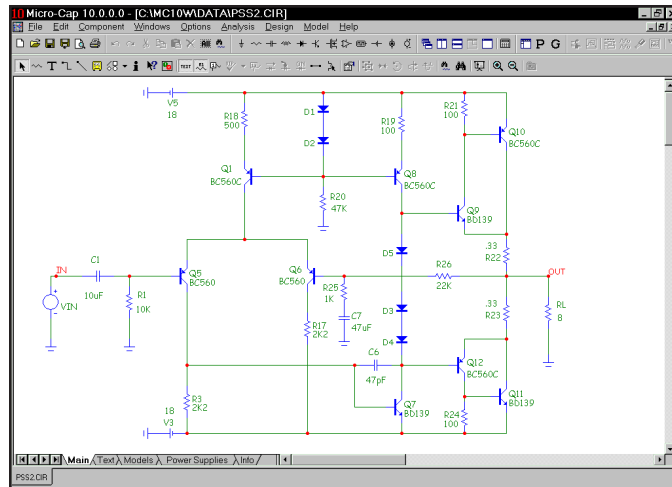 Micro-Cap 10.0.0.0 - [C:\MC10W\DATA\PSS2.CIR]
File Edit Component Windows Options Analysis Design Model Help
P G
T
TEXT
V5
18
R18
500
D1
D2
R19
100
R21
100
Q10
BC560C
Q1
BC560C
Q8
BC560C
R20
47K
Q9
Bb139
IN
C1
10uF
VIN
R1
10K
Q5
BC560
Q6
BC560
D5
R26
22K
.33
R22
OUT
R25
1K
C7
47uF
R17
2K2
D3
D4
.33
R23
RL
8
C6
47pF
Q12
BC560C
R3
2K2
Q7
Bb139
R24
100
Q11
Bb139
18
V3
Main Text Models Power Supplies Info
PSS2.CIR